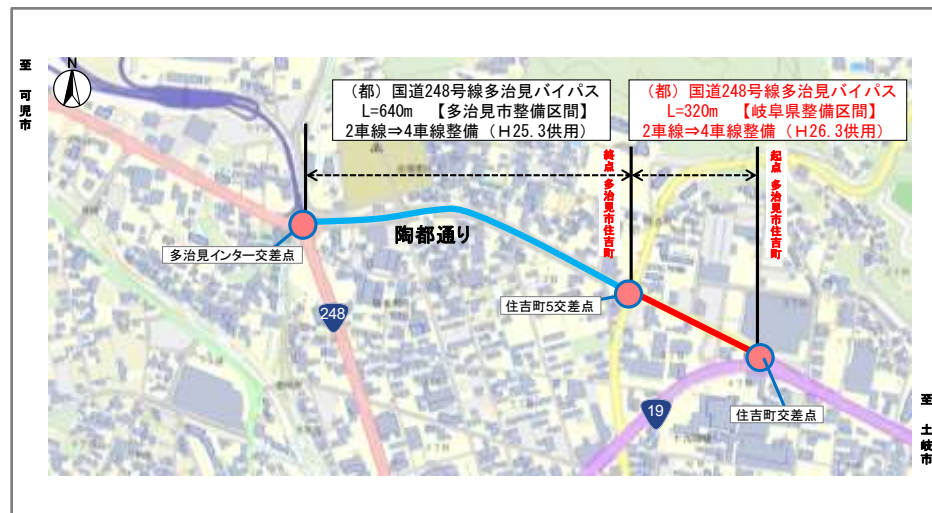 至 可児市
(都)国道248号線多治見バイパス
L=640m 【多治見市整備区間】
2車線⇒4車線整備(H25.3供用)
(都)国道248号線多治見バイパス
L=320m 【岐阜県整備区間】
2車線⇒4車線整備(H26.3供用)
終点 多治見市住吉町
起点 多治見市住吉町
陶都通り
多治見インター交差点
住吉町5交差点
248
19
住吉町交差点
至 土岐市